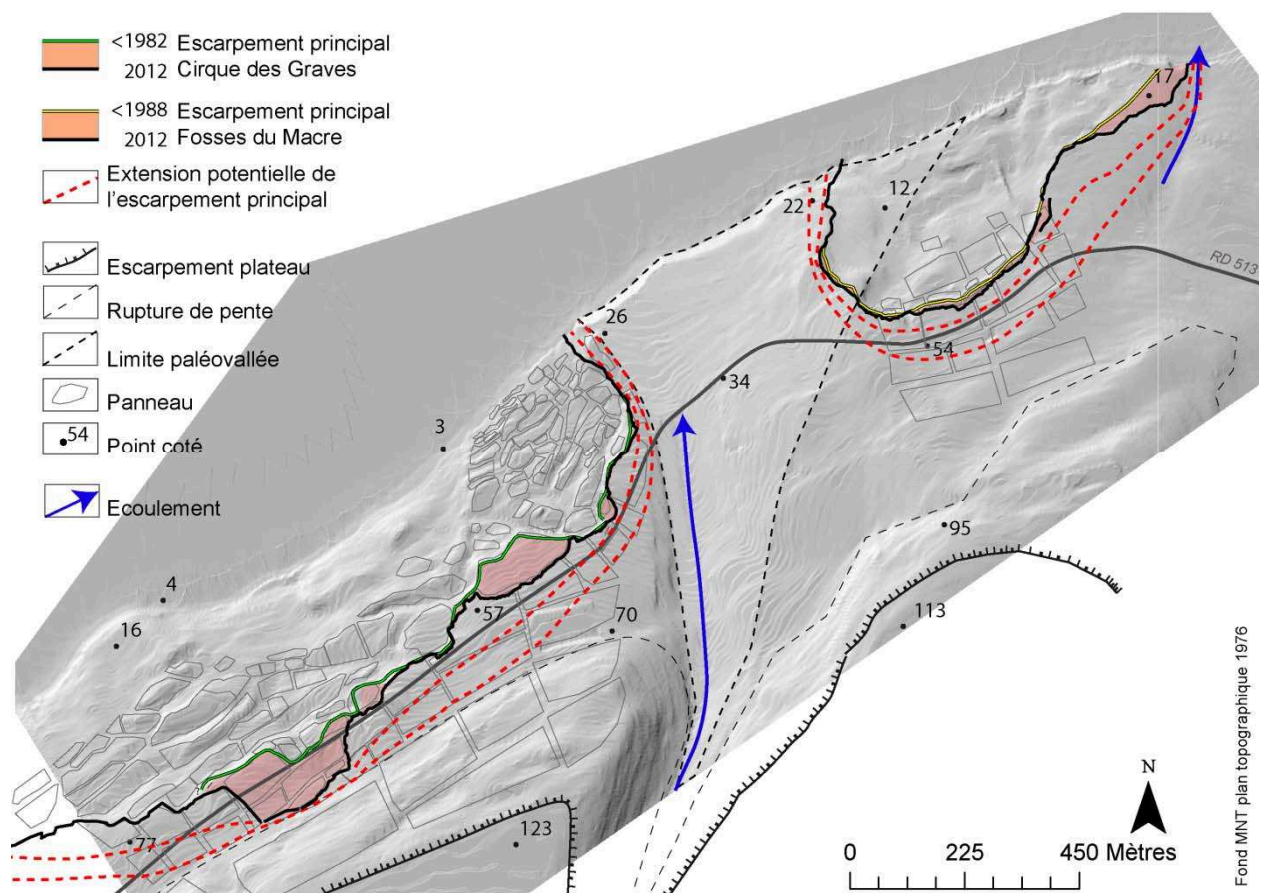 <1982 Escarpement principal
2012 Cirque des Graves
<1988 Escarpement principal
2012 Fosses du Macre
Extension potentielle de
l'escarpement principal
Escarpement plateau
Rupture de pente
Limite paléovallée
Panneau
54 Point coté
Ecoulement
17
12
22
RD 513
26
54
34
3
95
4
57
113
16
70
77
123
N
0 225 450 Mètres
Fond MNT plan topographique 1976